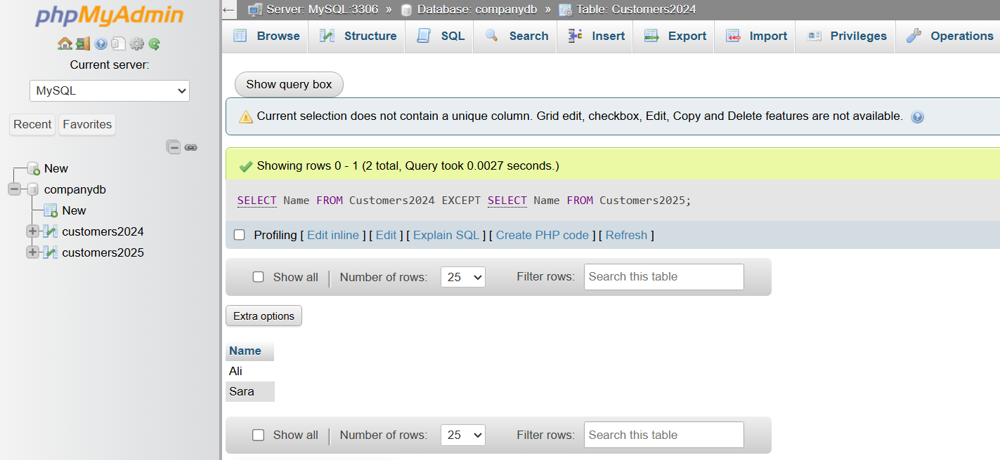 phpMyAdmin
Current server:
MySQL
Recent Favorites
New
companydb
New
customers2024
customers2025
Server: MySQL:3306 » Database: companydb » Table: Customers2024
Browse Structure SQL Search Insert Export Import Privileges Operations
Show query box
Current selection does not contain a unique column. Grid edit, checkbox, Edit, Copy and Delete features are not available.
Showing rows 0 - 1 (2 total, Query took 0.0027 seconds.)
SELECT Name FROM Customers2024 EXCEPT SELECT Name FROM Customers2025;
Profiling [ Edit inline ] [ Edit ] [ Explain SQL ] [ Create PHP code ] [ Refresh ]
Show all | Number of rows: 25 Filter rows: Search this table
Extra options
Name
Ali
Sara
Show all | Number of rows: 25 Filter rows: Search this table